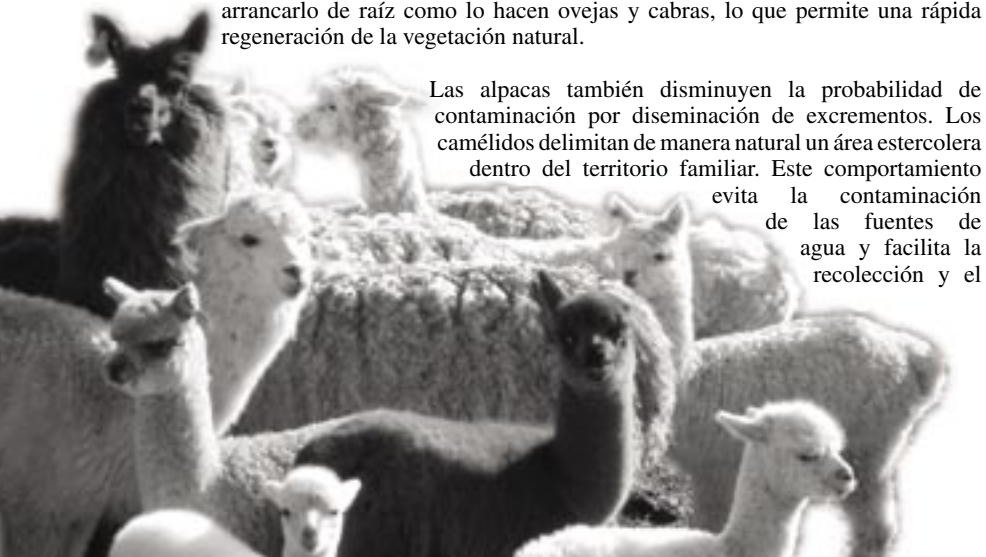 arrancarlo de raíz como lo hacen ovejas y cabras, lo que permite una rápida
regeneración de la vegetación natural.
Las alpacas también disminuyen la probabilidad de
contaminación por diseminación de excrementos. Los
camélidos delimitan de manera natural un área estercolera
dentro del territorio familiar. Este comportamiento
evita la contaminación
de las fuentes de
agua y facilita la
recolección y el